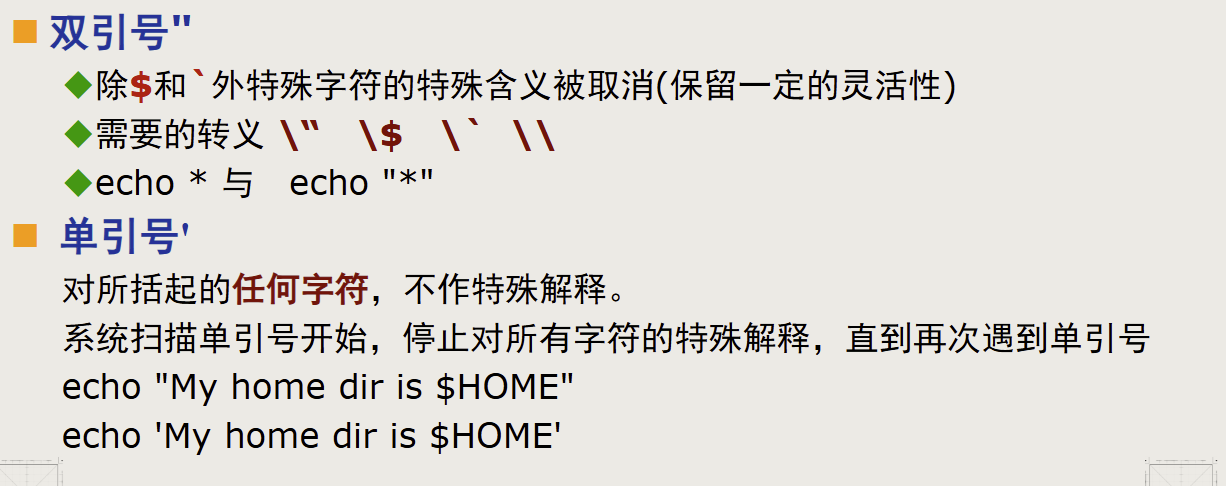 双引号"
除$和`外特殊字符的特殊含义被取消(保留一定的灵活性)
需要的转义 \“ \$ \` \\
echo * 与 echo "*"
单引号'
对所括起的任何字符，不作特殊解释。
系统扫描单引号开始，停止对所有字符的特殊解释，直到再次遇到单引号
echo "My home dir is $HOME"
echo 'My home dir is $HOME'